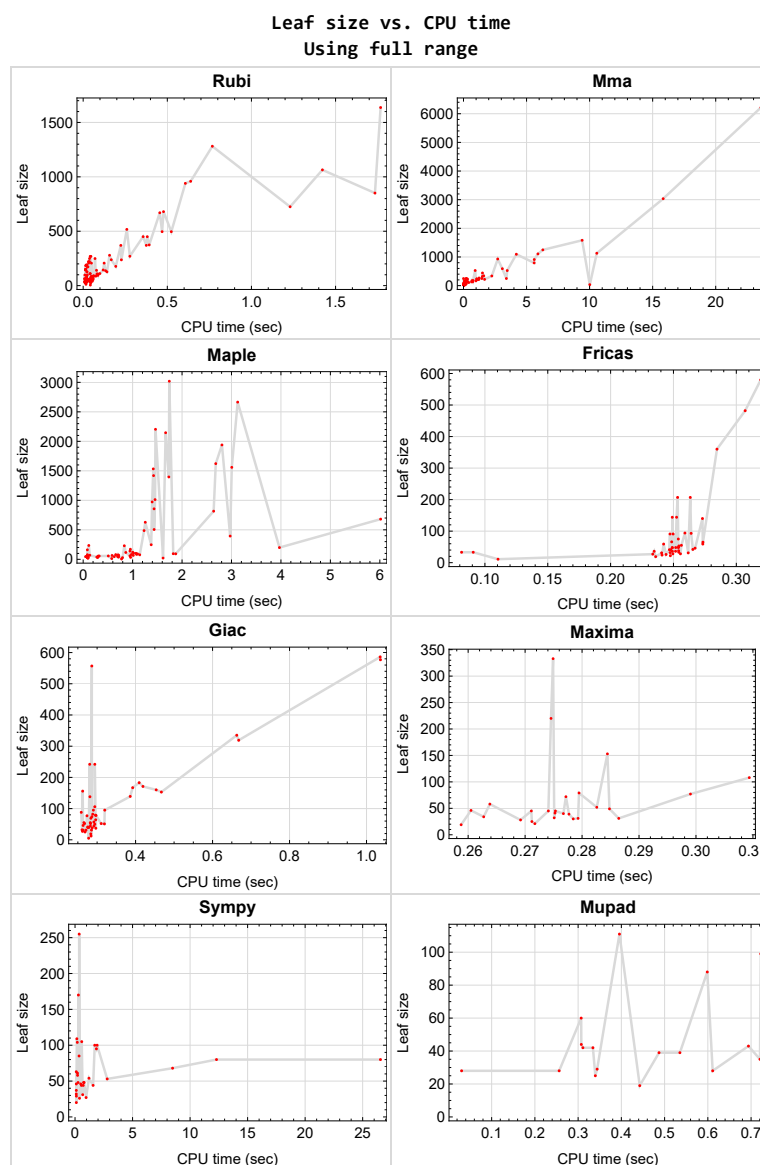 Leaf size vs. CPU time
Using full range
Rubi
Leaf size
1500
1000
500
0
0.0 0.5 1.0 1.5
CPU time (sec)
Mma
Leaf size
6000
5000
4000
3000
2000
1000
0
0 5 10 15 20
CPU time (sec)
Maple
Leaf size
3000
2500
2000
1500
1000
500
0
0 1 2 3 4 5 6
CPU time (sec)
Fricas
Leaf size
600
500
400
300
200
100
0
0.10 0.15 0.20 0.25 0.30
CPU time (sec)
Giac
Leaf size
600
500
400
300
200
100
0
0.4 0.6 0.8 1.0
CPU time (sec)
Maxima
Leaf size
350
300
250
200
150
100
50
0
0.26 0.27 0.28 0.29 0.30 0.3
CPU time (sec)
Sympy
Leaf size
250
200
150
100
50
0
0 5 10 15 20 25
CPU time (sec)
Mupad
Leaf size
100
80
60
40
20
0
0.1 0.2 0.3 0.4 0.5 0.6 0.7
CPU time (sec)